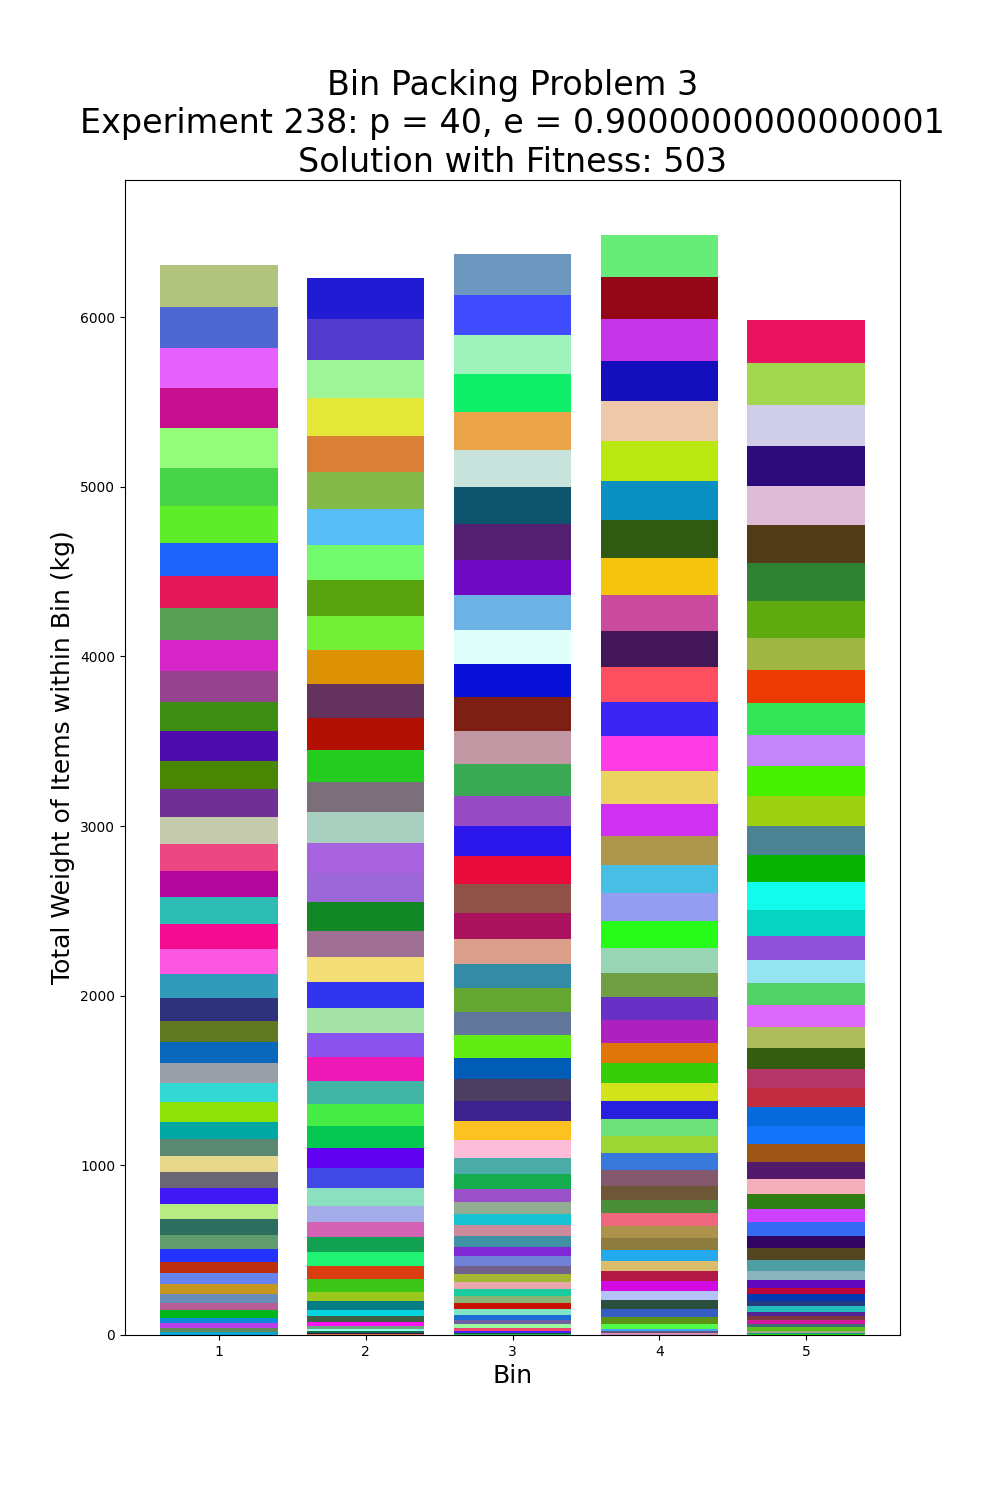 Bin Packing Problem 3
Experiment 238: p = 40, e = 0.9000000000000001
Solution with Fitness: 503
Total Weight of Items within Bin (kg)
6000
5000
4000
3000
2000
1000
0
1
2
3
4
5
Bin